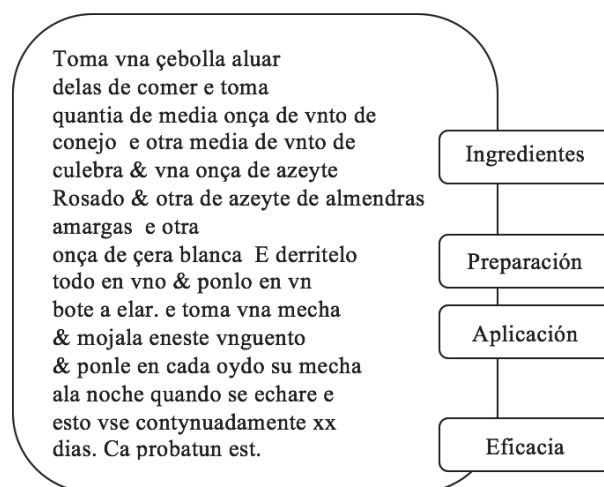 Toma vna çebolla aluar
delas de comer e toma
quantia de media onça de vnto de
conejo e otra media de vnto de
culebra & vna onça de azeyte
Rosado & otra de azeyte de almendras
amargas e otra
onça de çera blanca E derritelo
todo en vno & ponlo en vn
bote a elar. e toma vna mecha
& mojala eneste vnguento
& ponle en cada oydo su mecha
ala noche quando se echare e
esto vse contynuadamente xx
dias. Ca probatun est.
Ingredientes
Preparación
Aplicación
Eficacia